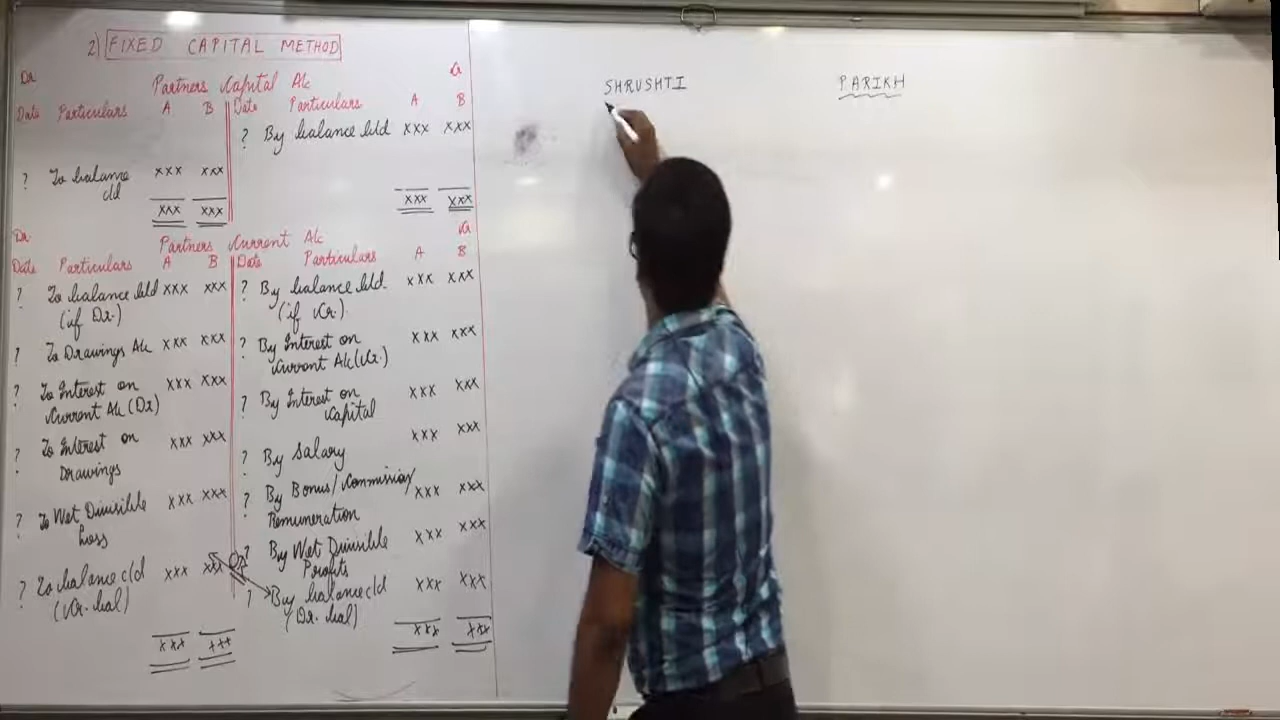 2) FIXED CAPITAL METHOD
Dr Partners Capital A/c Cr
Date Particulars A B Date Particulars A B
? By balance b/d xxx xxx
? To balance c/d xxx xxx
xxx xxx xxx xxx
Dr Partners Current A/c Cr
Date Particulars A B Date Particulars A B
? To balance b/d xxx xxx ? By balance b/d. xxx xxx
(if Dr.) (if Cr.)
? To Drawings A/c xxx xxx ? By Interest on xxx xxx
Current A/c (Cr.)
? To Interest on xxx xxx
Current A/c (Dr) ? By Interest on xxx xxx
Capital
? To Interest on xxx xxx
Drawings ? By Salary xxx xxx
? By Bonus/Commission/ xxx xxx
Remuneration
? To Net Divisible xxx xxx
Loss ? By Net Divisible xxx xxx
Profits
? To balance c/d xxx xxx Or ? By balance c/d xxx xxx
(Cr. bal) (Dr. bal)
xxx xxx xxx xxx
SHRUSHTI PARIKH